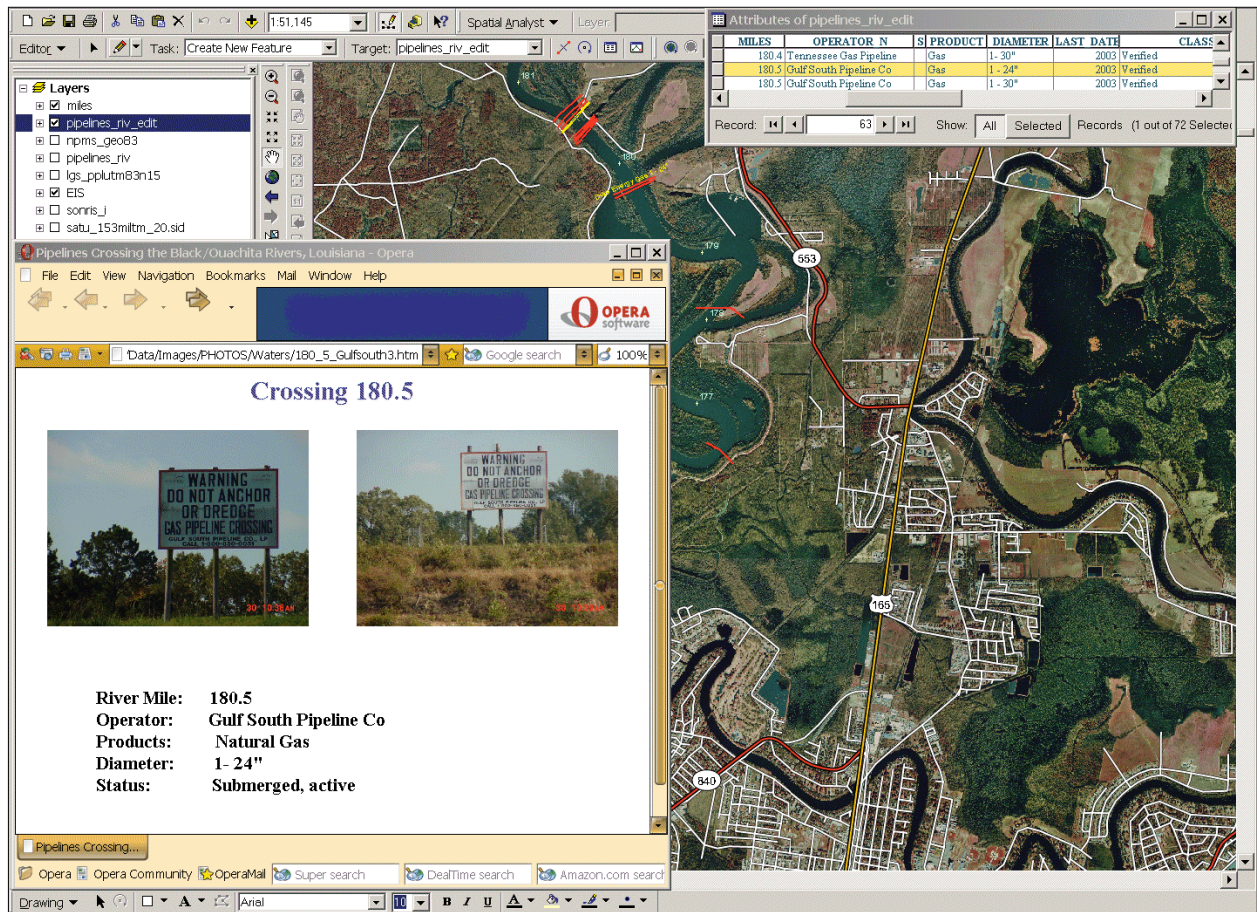 1:51,145
Spatial Analyst
Layer:
Editor
Task:
Create New Feature
Target:
pipelines_riv_edit
Layers
miles
pipelines_riv_edit
npms_geo83
pipelines_riv
lgs_pplutm83n15
EIS
sonris_i
satu_153miltm_20.sid
Attributes of pipelines_riv_edit
MILES OPERATOR_N S PRODUCT DIAMETER LAST_DATE CLASS
180.4 Tennessee Gas Pipeline Gas 1- 30" 2003 Verified
180.5 Gulf South Pipeline Co Gas 1 - 24" 2003 Verified
180.5 Gulf South Pipeline Co Gas 1 - 30" 2003 Verified
Record: 63 Show: All Selected Records (1 out of 72 Selecte
181
180
179
178
177
553
165
840
Pipelines Crossing the Black/Ouachita Rivers, Louisiana - Opera
File Edit View Navigation Bookmarks Mail Window Help
OPERA
software
'Data/Images/PHOTOS/Waters/180_5_Gulfsouth3.htm
Google search
100%
Crossing 180.5
WARNING
DO NOT ANCHOR
OR DREDGE
GAS PIPELINE CROSSING
GULF SOUTH PIPELINE CO., LP
WARNING
DO NOT ANCHOR
OR DREDGE
GAS PIPELINE CROSSING
River Mile: 180.5
Operator: Gulf South Pipeline Co
Products: Natural Gas
Diameter: 1- 24"
Status: Submerged, active
Pipelines Crossing...
Opera
Opera Community
OperaMail
Super search
DealTime search
Amazon.com search
Drawing
A
Arial
10
B I U A